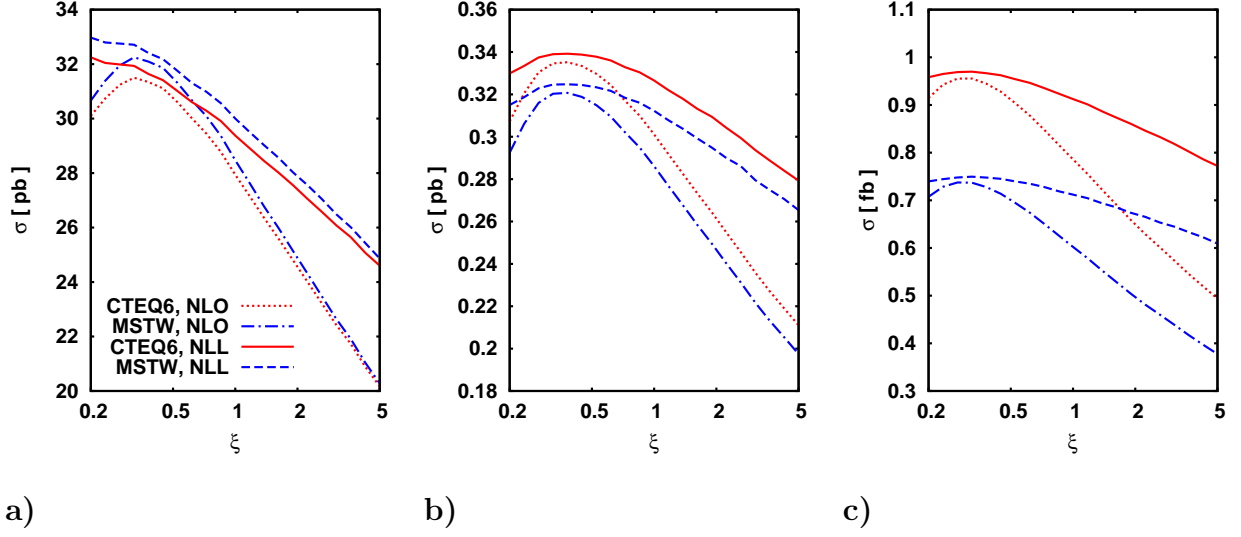 34
32
30
28
26
24
22
20
σ [ pb ]
CTEQ6, NLO
MSTW, NLO
CTEQ6, NLL
MSTW, NLL
0.2 0.5 1 2 5
ξ
a)
0.36
0.34
0.32
0.3
0.28
0.26
0.24
0.22
0.2
0.18
σ [ pb ]
0.2 0.5 1 2 5
ξ
b)
1.1
1
0.9
0.8
0.7
0.6
0.5
0.4
0.3
σ [ fb ]
0.2 0.5 1 2 5
ξ
c)